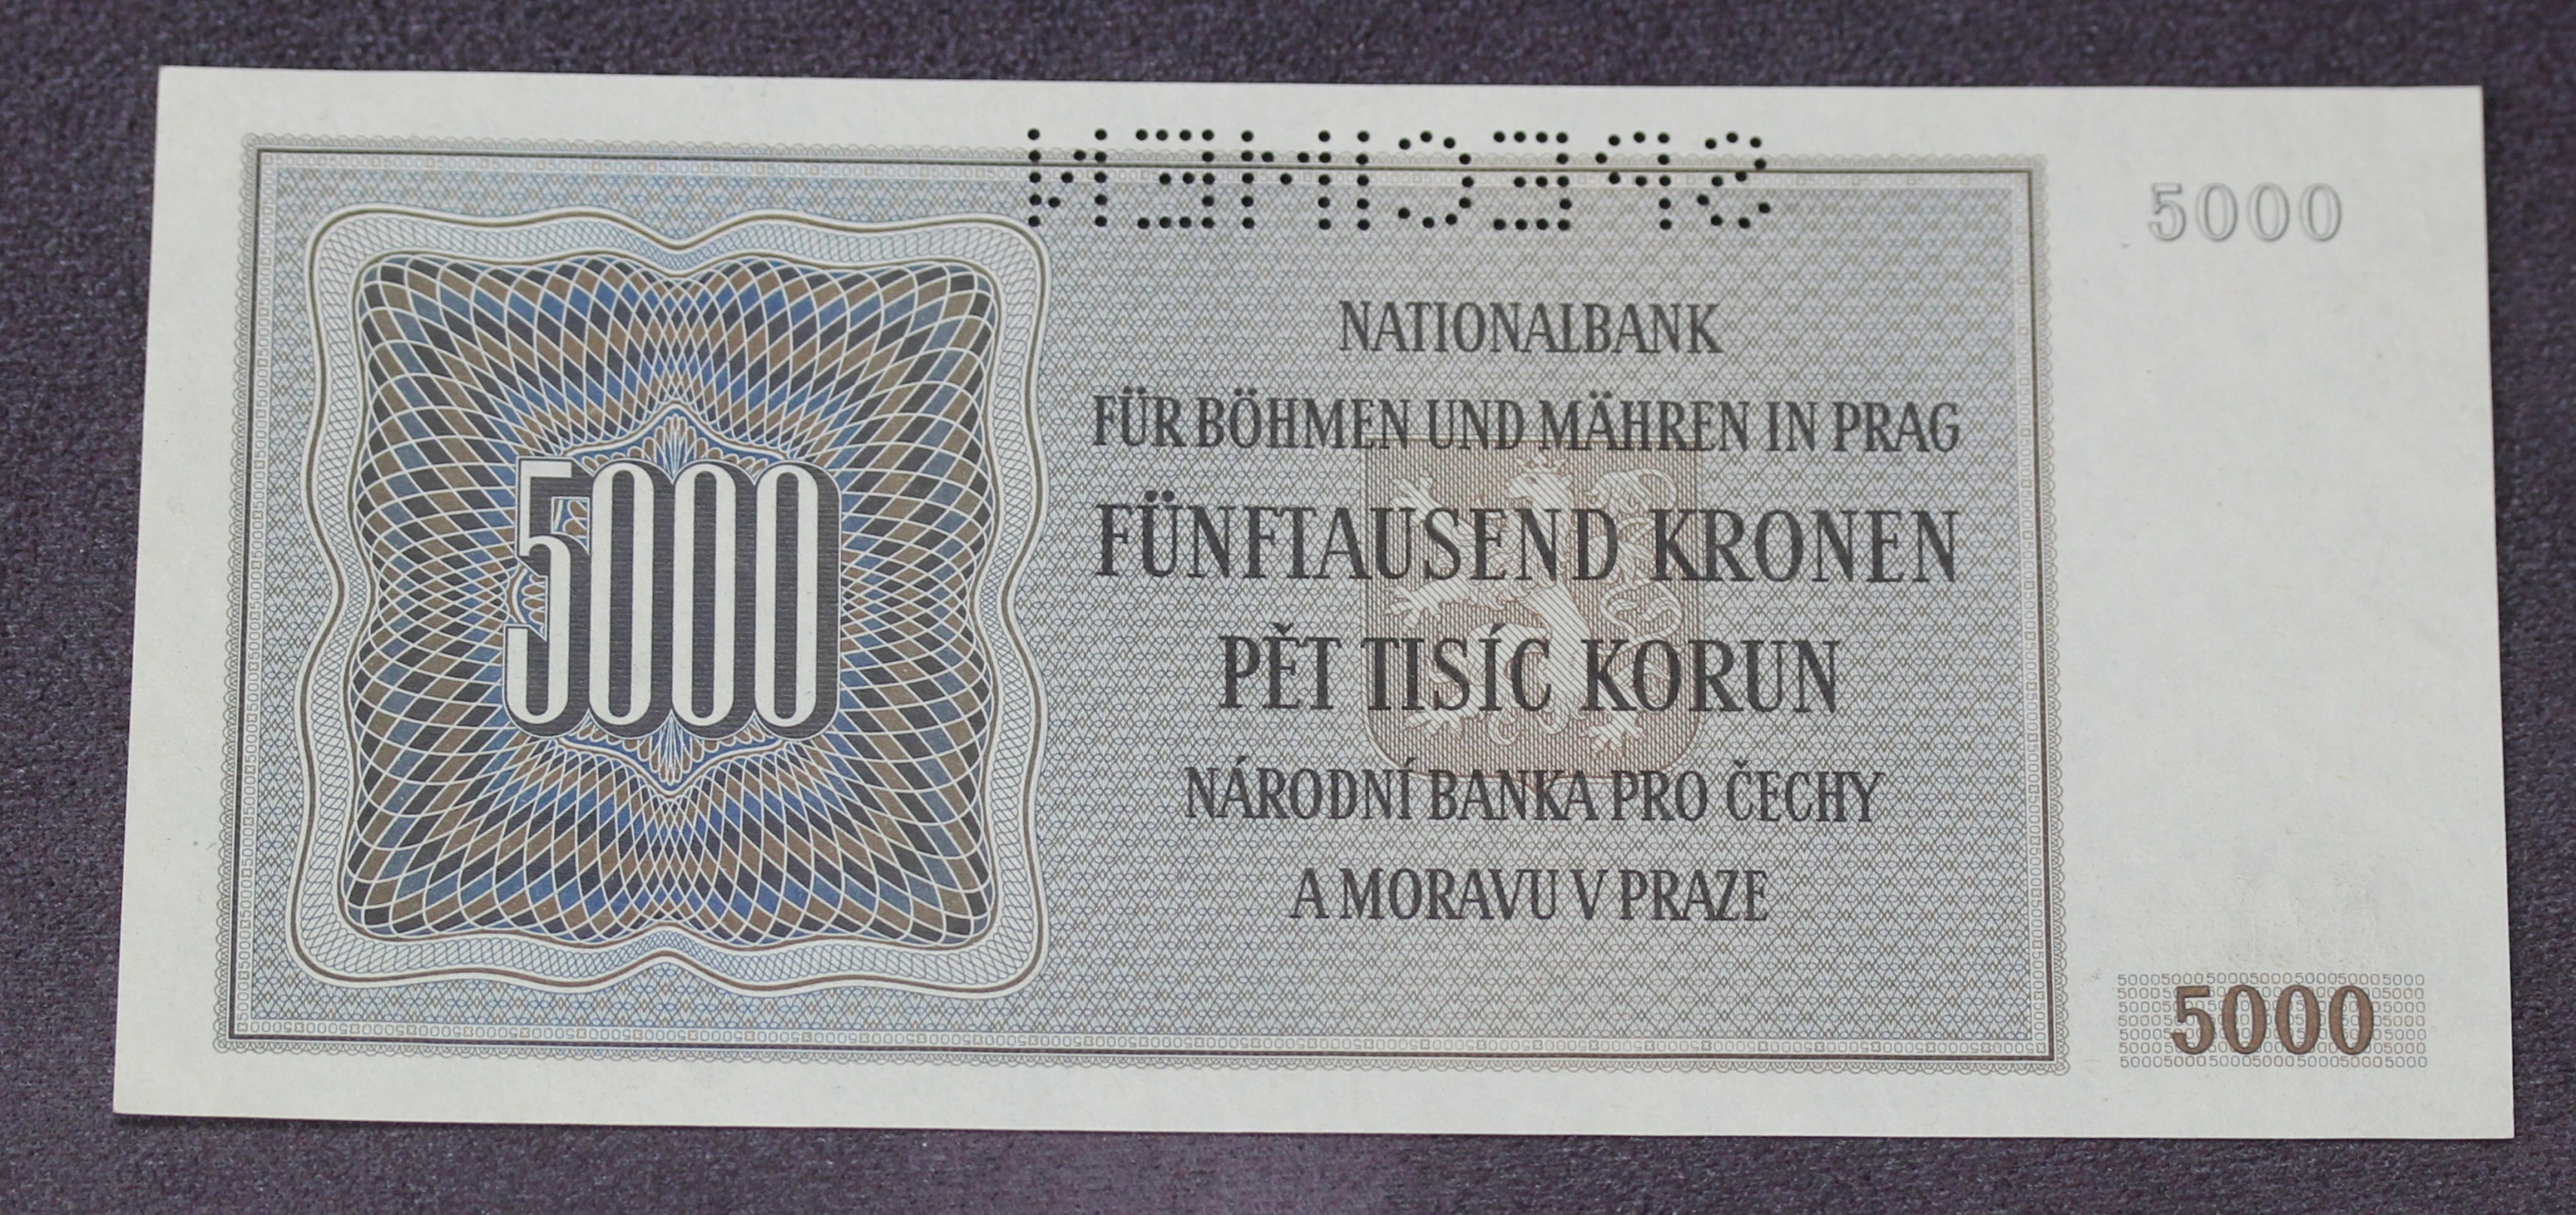 NEMICEPS
5000
NATIONALBANK
FÜR BÖHMEN UND MÄHREN IN PRAG
FÜNFTAUSEND KRONEN
PĚT TISÍC KORUN
NÁRODNÍ BANKA PRO ČECHY
A MORAVU V PRAZE
5000
5000